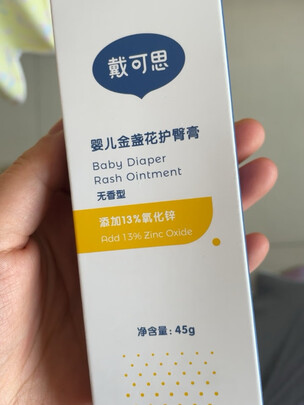 戴可思
婴儿金盏花护臀膏
Baby Diaper
Rash Ointment
无香型
添加13%氧化锌
Add 13% Zinc Oxide
净含量：45g